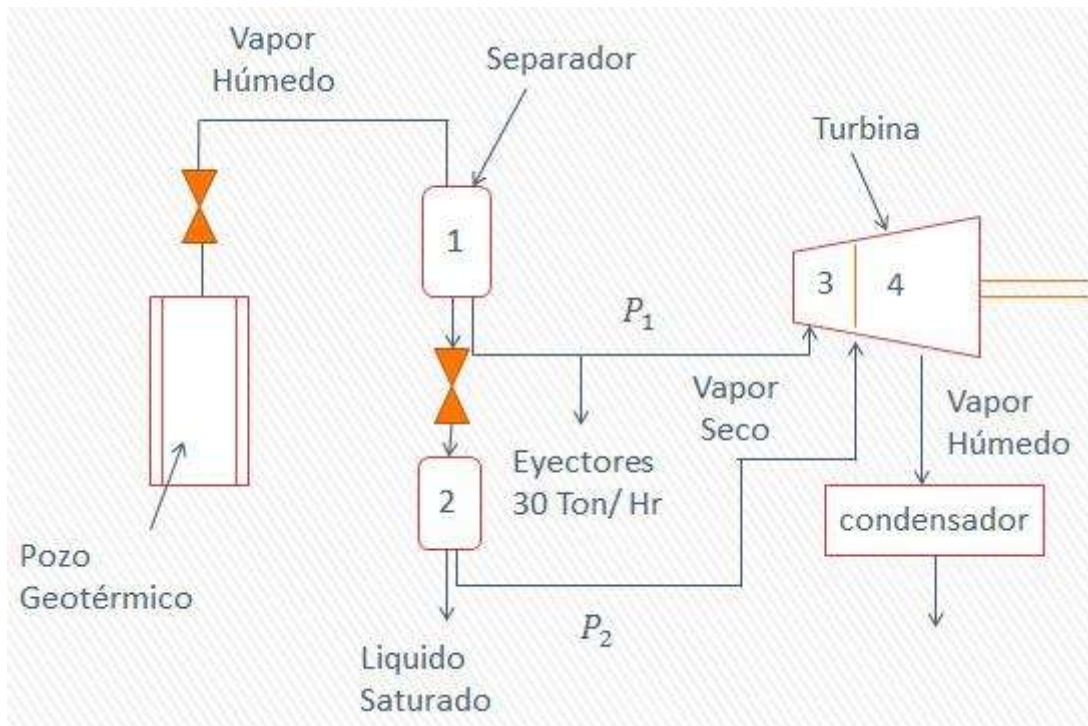 Vapor
Húmedo
Separador
Turbina
1
3
4
P₁
Vapor
Seco
Vapor
Húmedo
Eyectores
30 Ton/ Hr
2
condensador
Pozo
Geotérmico
P₂
Liquido
Saturado